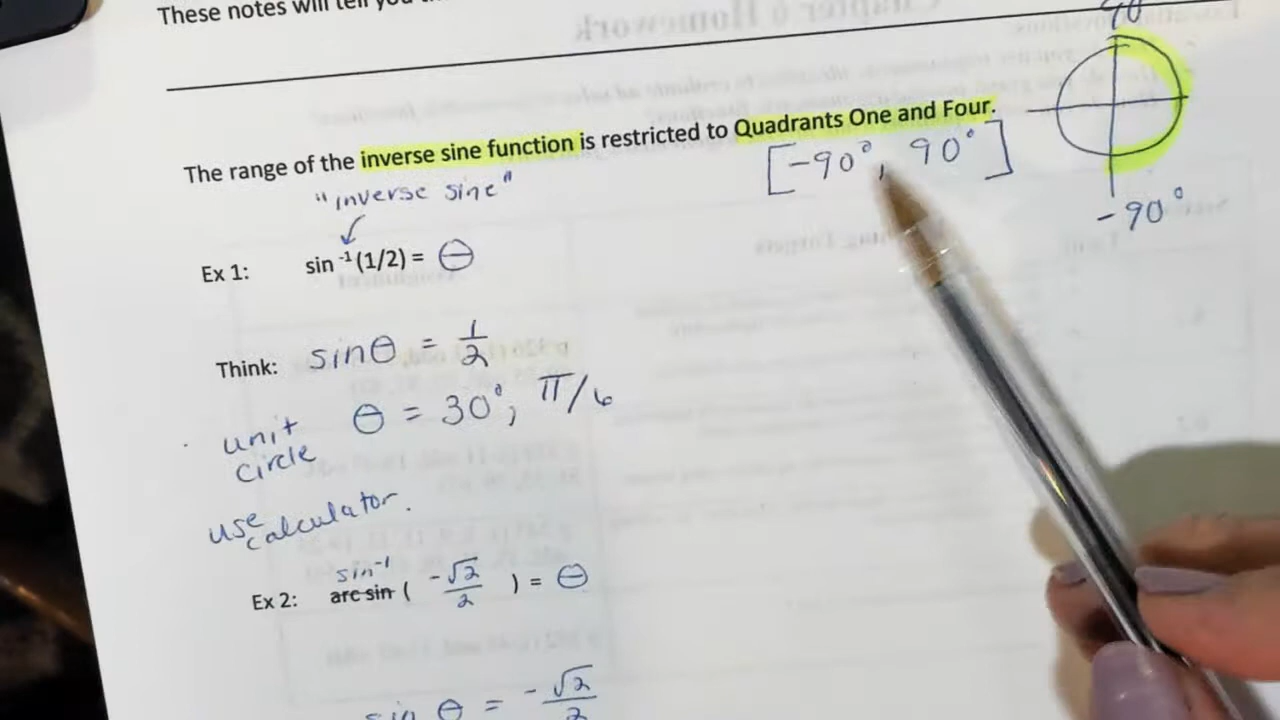 These notes will tell you
90
The range of the inverse sine function is restricted to Quadrants One and Four.
[-90°, 90°]
-90°
"inverse sine"
Ex 1: sin⁻¹(1/2) = θ
Think: sinθ = 1/2
unit circle θ = 30°, π/6
use calculator.
sin⁻¹
Ex 2: arc sin ( -√2/2 ) = θ
sin θ = -√2/2